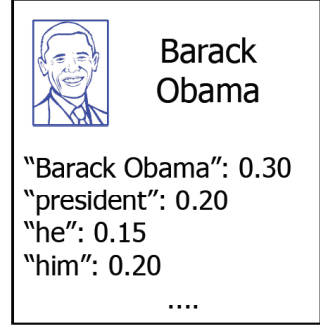 Barack
Obama
“Barack Obama”: 0.30
“president”: 0.20
“he”: 0.15
“him”: 0.20
....